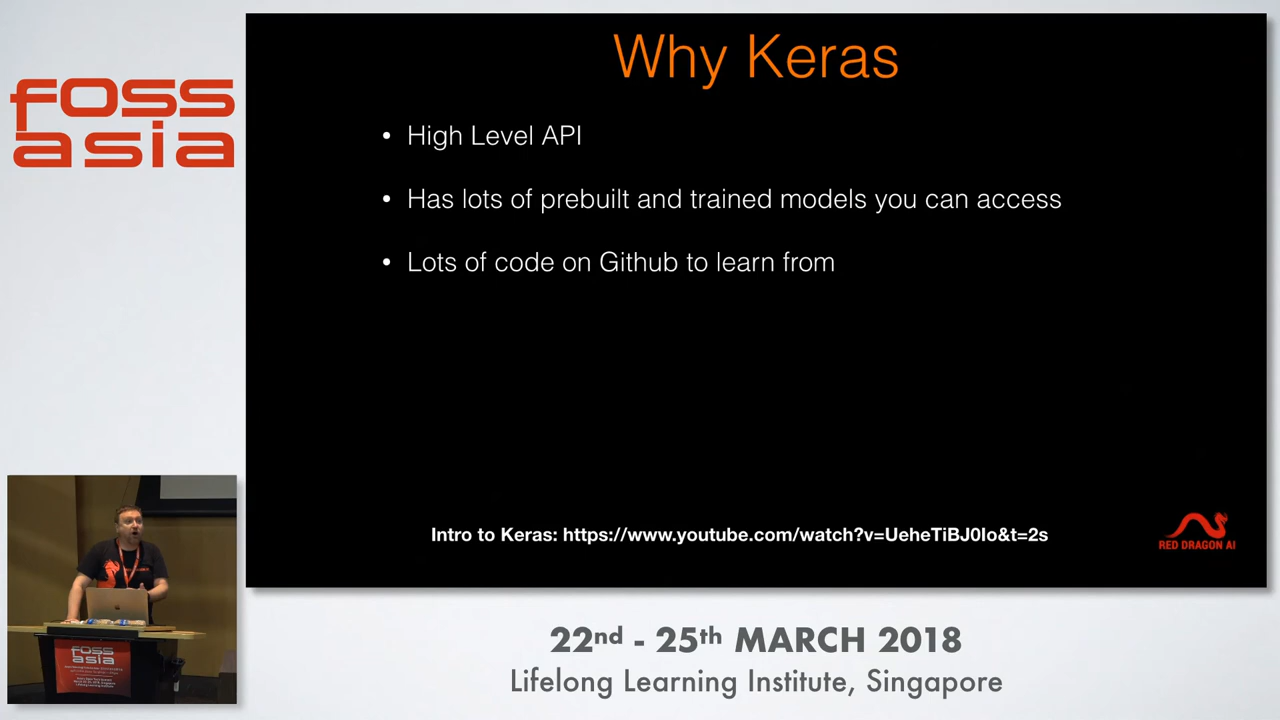 foss
asia
Why Keras
• High Level API
• Has lots of prebuilt and trained models you can access
• Lots of code on Github to learn from
Intro to Keras: https://www.youtube.com/watch?v=UeheTiBJ0Io&t=2s
RED DRAGON AI
foss
asia
22nd - 25th MARCH 2018
Lifelong Learning Institute, Singapore